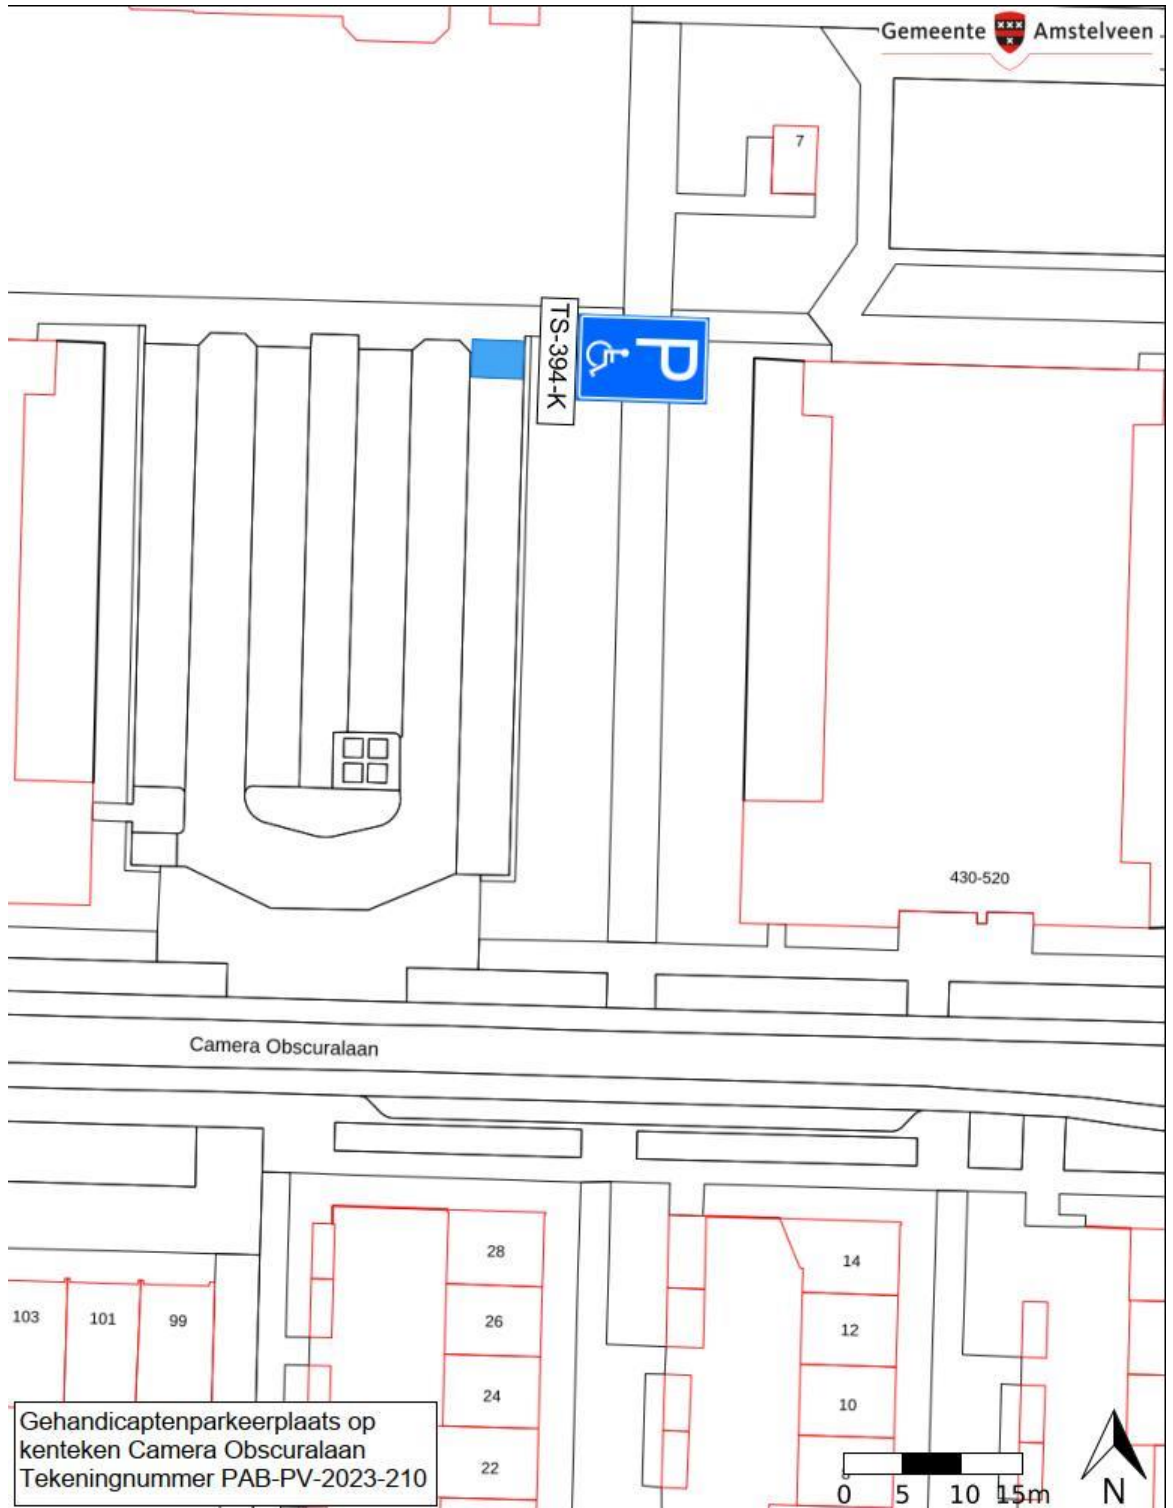 Gemeente Amstelveen
7
TS-394-K
P
430-520
Camera Obscuralaan
28
14
103
101
99
26
12
24
10
22
Gehandicaptenparkeerplaats op
kenteken Camera Obscuralaan
Tekeningnummer PAB-PV-2023-210
0 5 10 15m
N